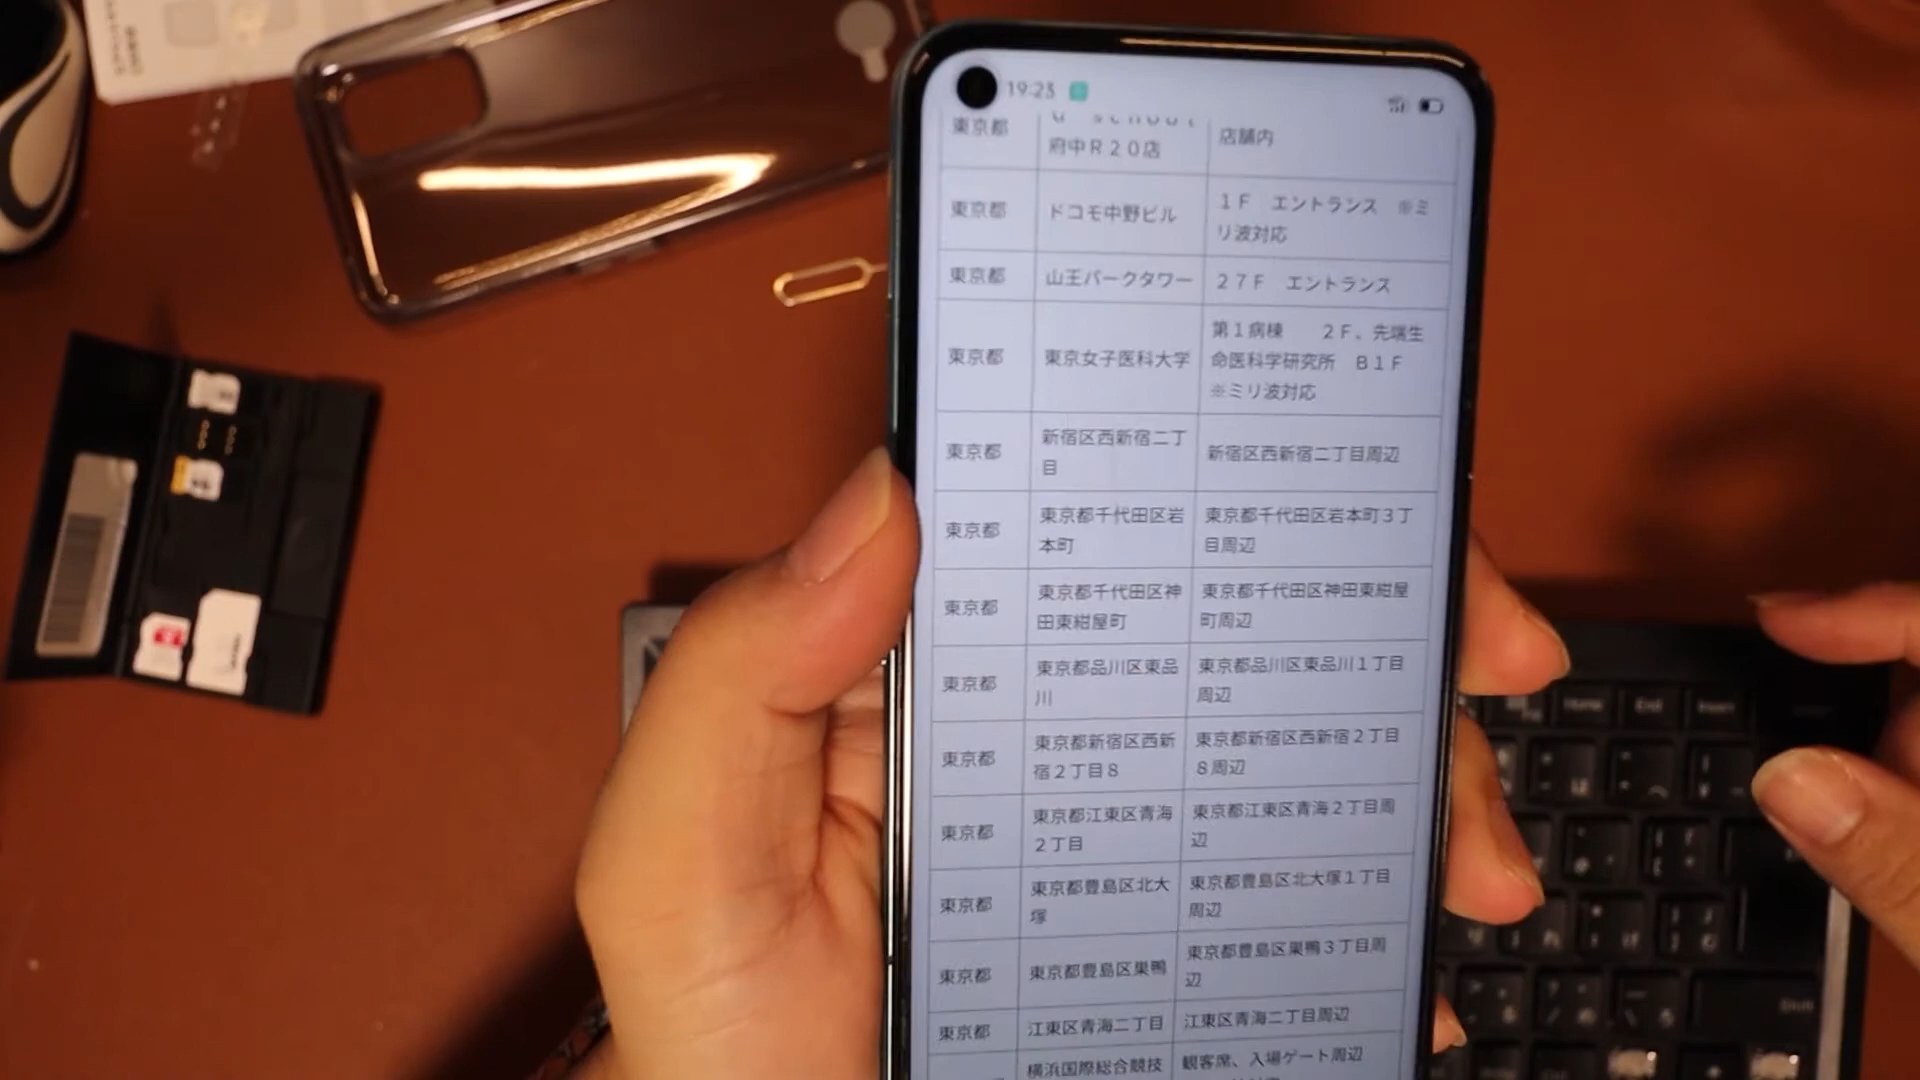 19:23
東京都
d schooL
府中Ｒ２０店
店舗内
東京都
ドコモ中野ビル
１Ｆ　エントランス　※ミ
リ波対応
東京都
山王パークタワー
２７Ｆ　エントランス
東京都
東京女子医科大学
第１病棟　　２Ｆ、先端生
命医科学研究所　Ｂ１Ｆ
※ミリ波対応
東京都
新宿区西新宿二丁
目
新宿区西新宿二丁目周辺
東京都
東京都千代田区岩
本町
東京都千代田区岩本町３丁
目周辺
東京都
東京都千代田区神
田東紺屋町
東京都千代田区神田東紺屋
町周辺
東京都
東京都品川区東品
川
東京都品川区東品川１丁目
周辺
東京都
東京都新宿区西新
宿２丁目８
東京都新宿区西新宿２丁目
８周辺
東京都
東京都江東区青海
２丁目
東京都江東区青海２丁目周
辺
東京都
東京都豊島区北大
塚
東京都豊島区北大塚１丁目
周辺
東京都
東京都豊島区巣鴨
東京都豊島区巣鴨３丁目周
辺
東京都
江東区青海二丁目
江東区青海二丁目周辺
横浜国際総合競技
観客席、入場ゲート周辺
Home
End
Insert
Shift